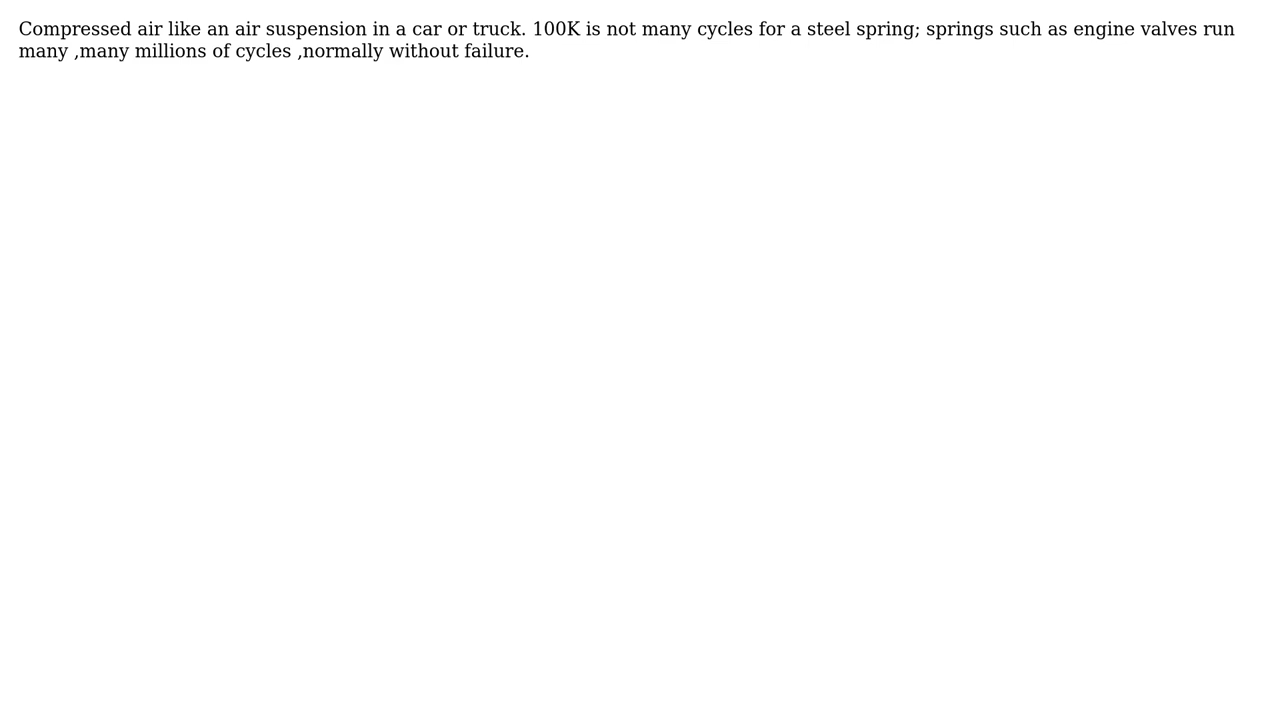 Compressed air like an air suspension in a car or truck. 100K is not many cycles for a steel spring; springs such as engine valves run
many ,many millions of cycles ,normally without failure.